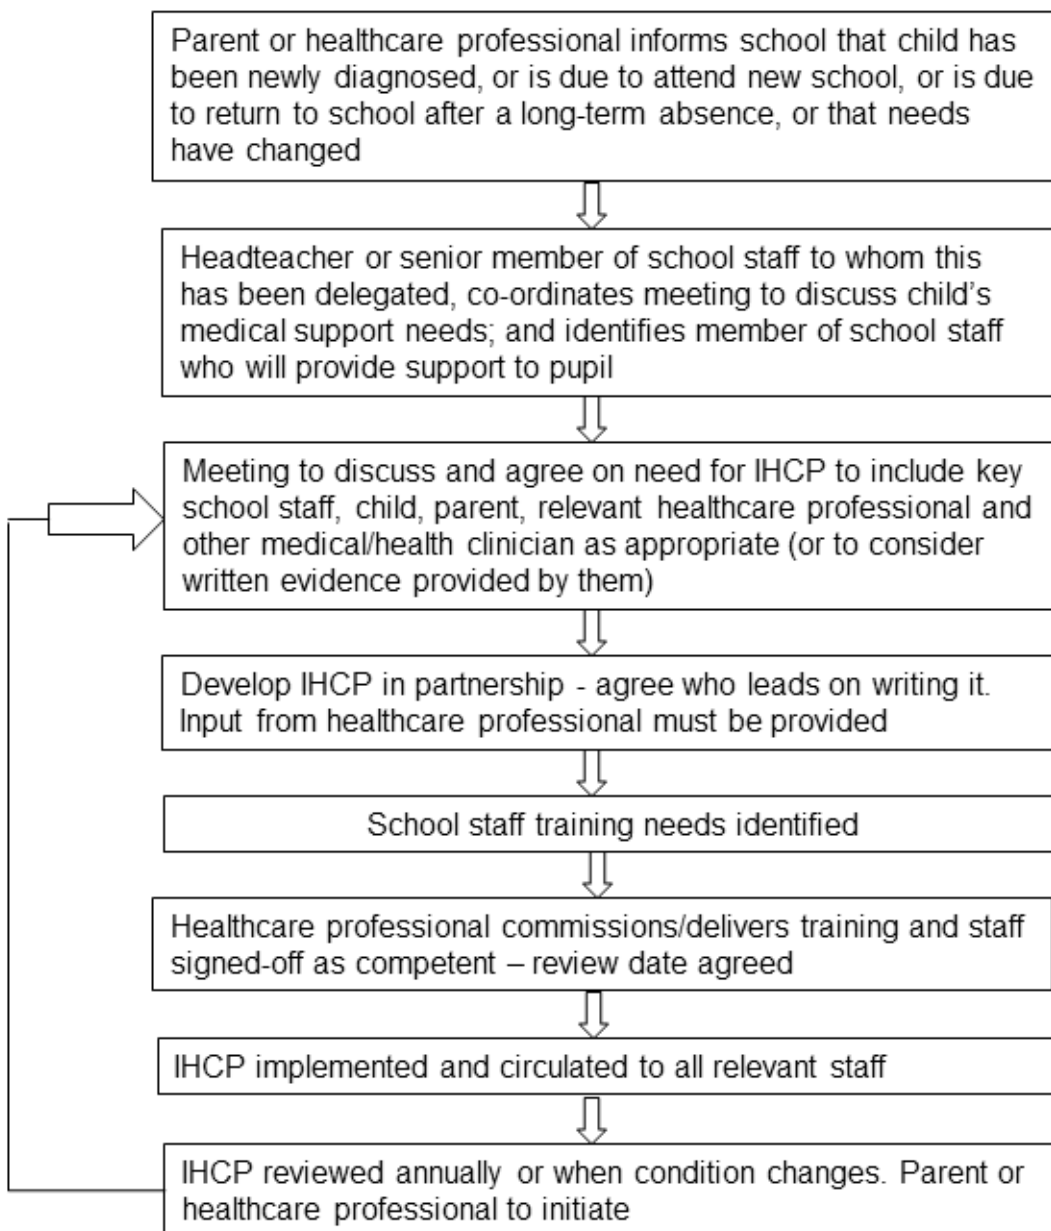 Parent or healthcare professional informs school that child has
been newly diagnosed, or is due to attend new school, or is due
to return to school after a long-term absence, or that needs
have changed
Headteacher or senior member of school staff to whom this
has been delegated, co-ordinates meeting to discuss child’s
medical support needs; and identifies member of school staff
who will provide support to pupil
Meeting to discuss and agree on need for IHCP to include key
school staff, child, parent, relevant healthcare professional and
other medical/health clinician as appropriate (or to consider
written evidence provided by them)
Develop IHCP in partnership - agree who leads on writing it.
Input from healthcare professional must be provided
School staff training needs identified
Healthcare professional commissions/delivers training and staff
signed-off as competent – review date agreed
IHCP implemented and circulated to all relevant staff
IHCP reviewed annually or when condition changes. Parent or
healthcare professional to initiate